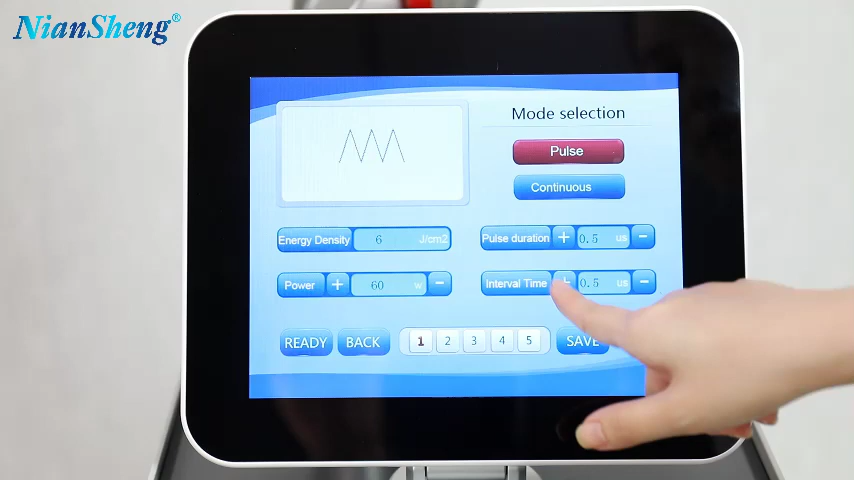 NianSheng®
Mode selection
Pulse
Continuous
Energy Density 6 J/cm2
Pulse duration + 0.5 us −
Power + 60 w −
Interval Time + 0.5 us −
READY BACK 1 2 3 4 5 SAVE